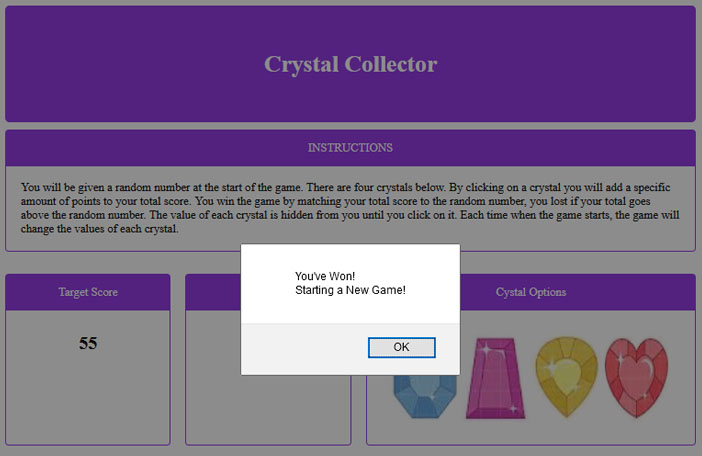 Crystal Collector
INSTRUCTIONS
You will be given a random number at the start of the game. There are four crystals below. By clicking on a crystal you will add a specific
amount of points to your total score. You win the game by matching your total score to the random number, you lost if your total goes
above the random number. The value of each crystal is hidden from you until you click on it. Each time when the game starts, the game will
change the values of each crystal.
You've Won!
Starting a New Game!
OK
Target Score
55
Cystal Options